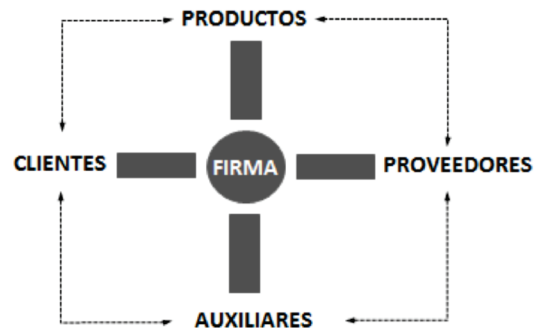 PRODUCTOS
CLIENTES
FIRMA
PROVEEDORES
AUXILIARES